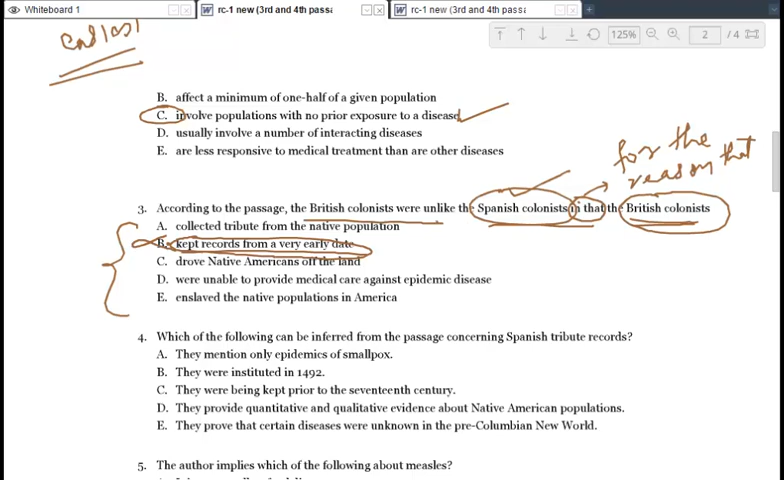 Whiteboard 1
rc-1 new (3rd and 4th passa
rc-1 new (3rd and 4th passa
125%
2
/ 4
B. affect a minimum of one-half of a given population
C. involve populations with no prior exposure to a disease
D. usually involve a number of interacting diseases
E. are less responsive to medical treatment than are other diseases
for the
reason that
3. According to the passage, the British colonists were unlike the Spanish colonists in that the British colonists
A. collected tribute from the native population
B. kept records from a very early date
C. drove Native Americans off the land
D. were unable to provide medical care against epidemic disease
E. enslaved the native populations in America
4. Which of the following can be inferred from the passage concerning Spanish tribute records?
A. They mention only epidemics of smallpox.
B. They were instituted in 1492.
C. They were being kept prior to the seventeenth century.
D. They provide quantitative and qualitative evidence about Native American populations.
E. They prove that certain diseases were unknown in the pre-Columbian New World.
5. The author implies which of the following about measles?